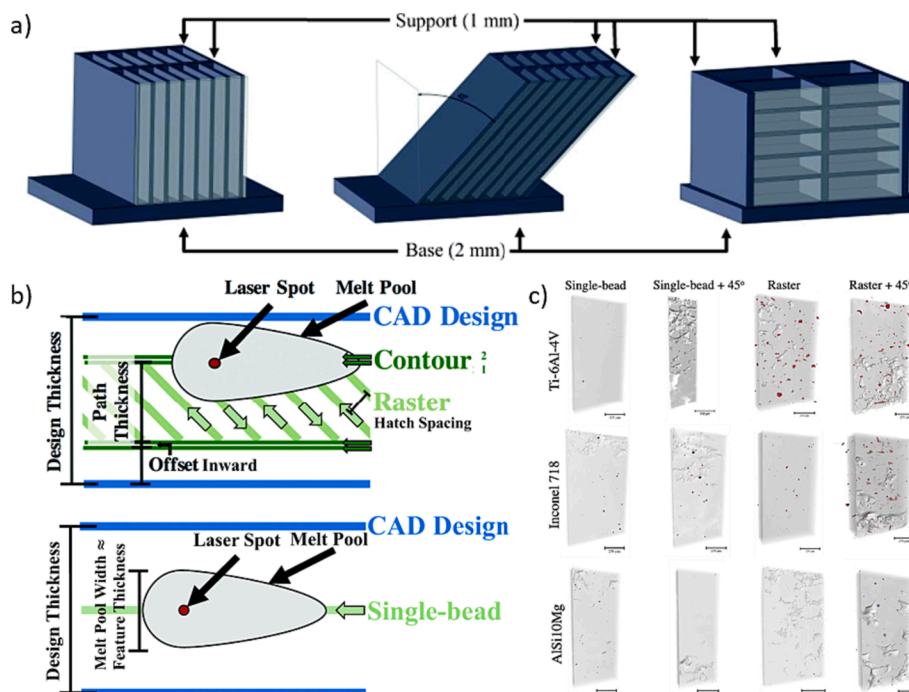 a)
Support (1 mm)
Base (2 mm)
b)
Laser Spot
Melt Pool
CAD Design
Contour 2
1
Raster
Hatch Spacing
Design Thickness
Path
Thickness
Offset Inward
CAD Design
Laser Spot
Melt Pool
Single-bead
Design Thickness
Melt Pool Width ≈
Feature Thickness
c)
Single-bead
Single-bead + 45°
Raster
Raster + 45°
Ti-6Al-4V
Inconel 718
AlSi10Mg